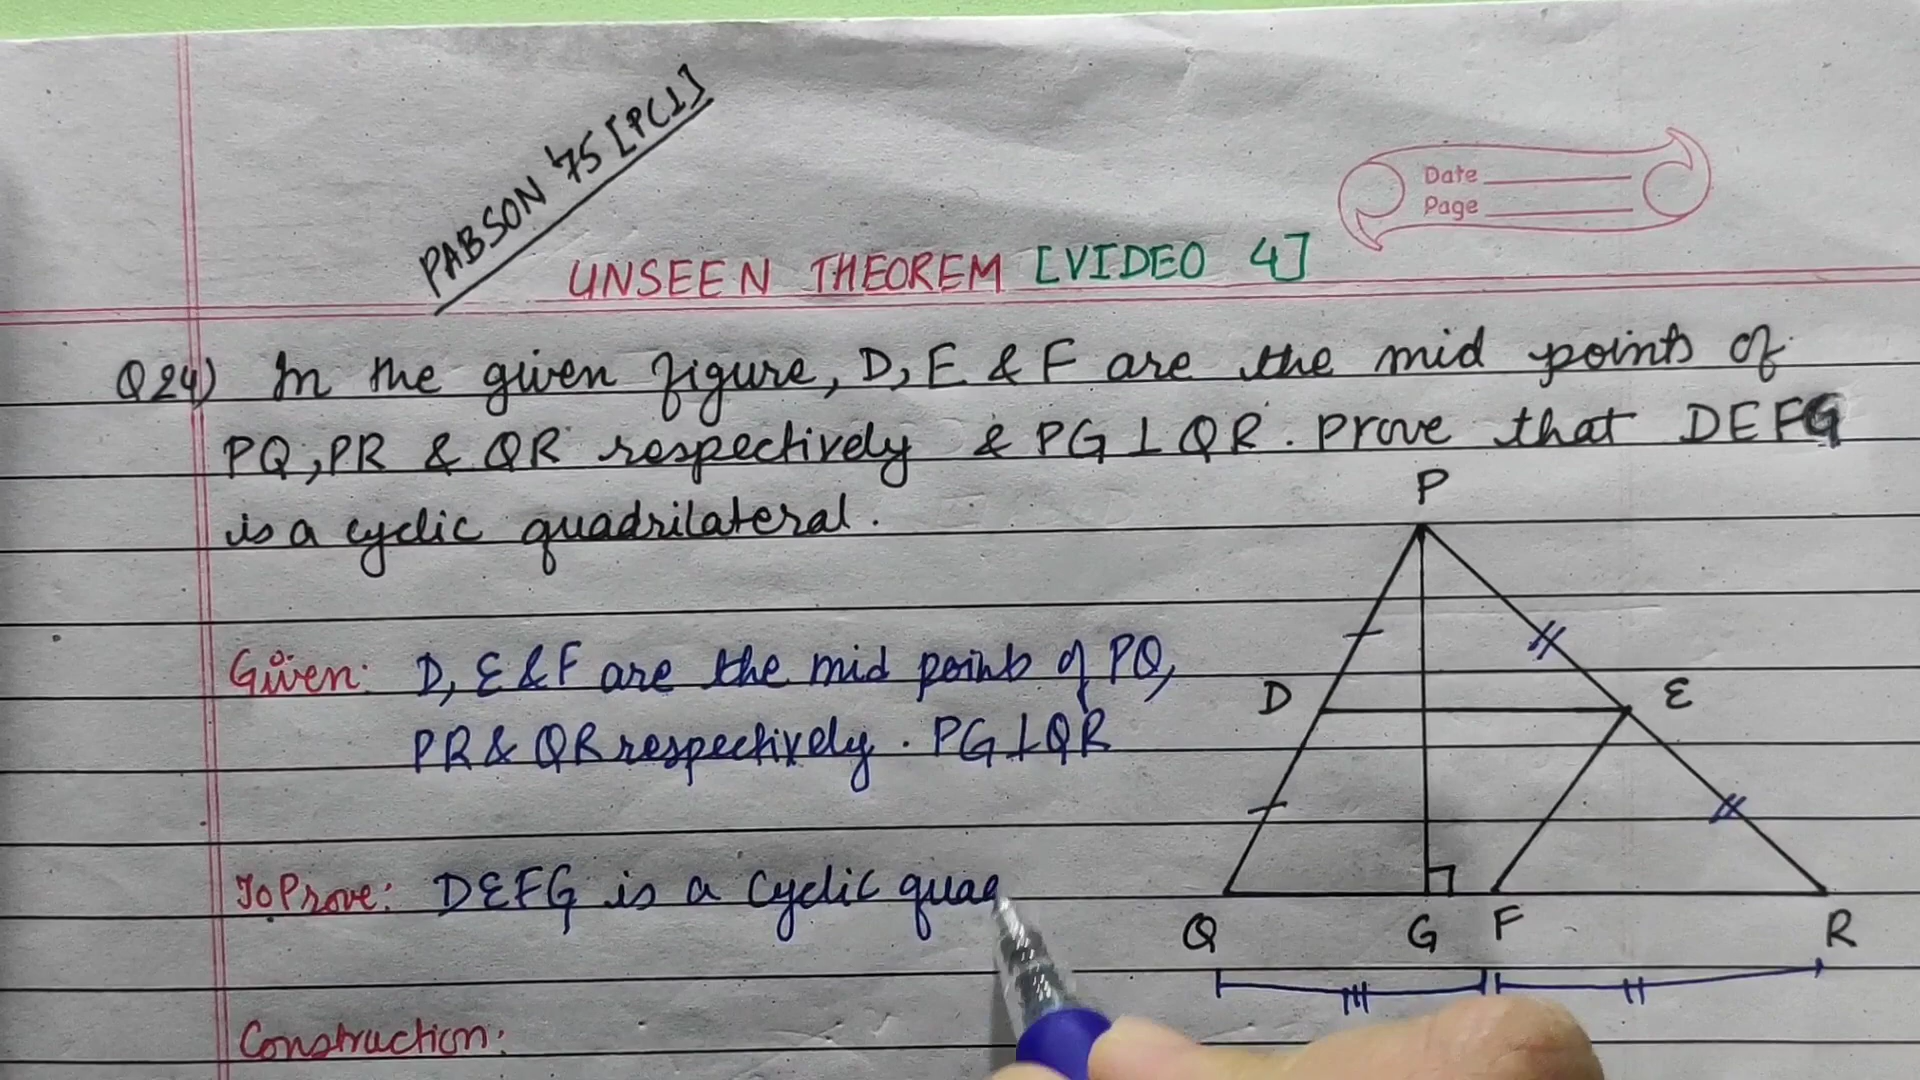 PABSON '75 [PCI]
Date
Page
UNSEEN THEOREM [VIDEO 4]
Q24) In the given figure, D, E & F are the mid points of
PQ, PR & QR respectively & PG ⊥ QR. Prove that DEFG
is a cyclic quadrilateral.
P
Given: D, E & F are the mid points of PQ,
D E
PR & QR respectively. PG ⊥ QR
To Prove: DEFG is a cyclic quad
Q G F R
Construction: